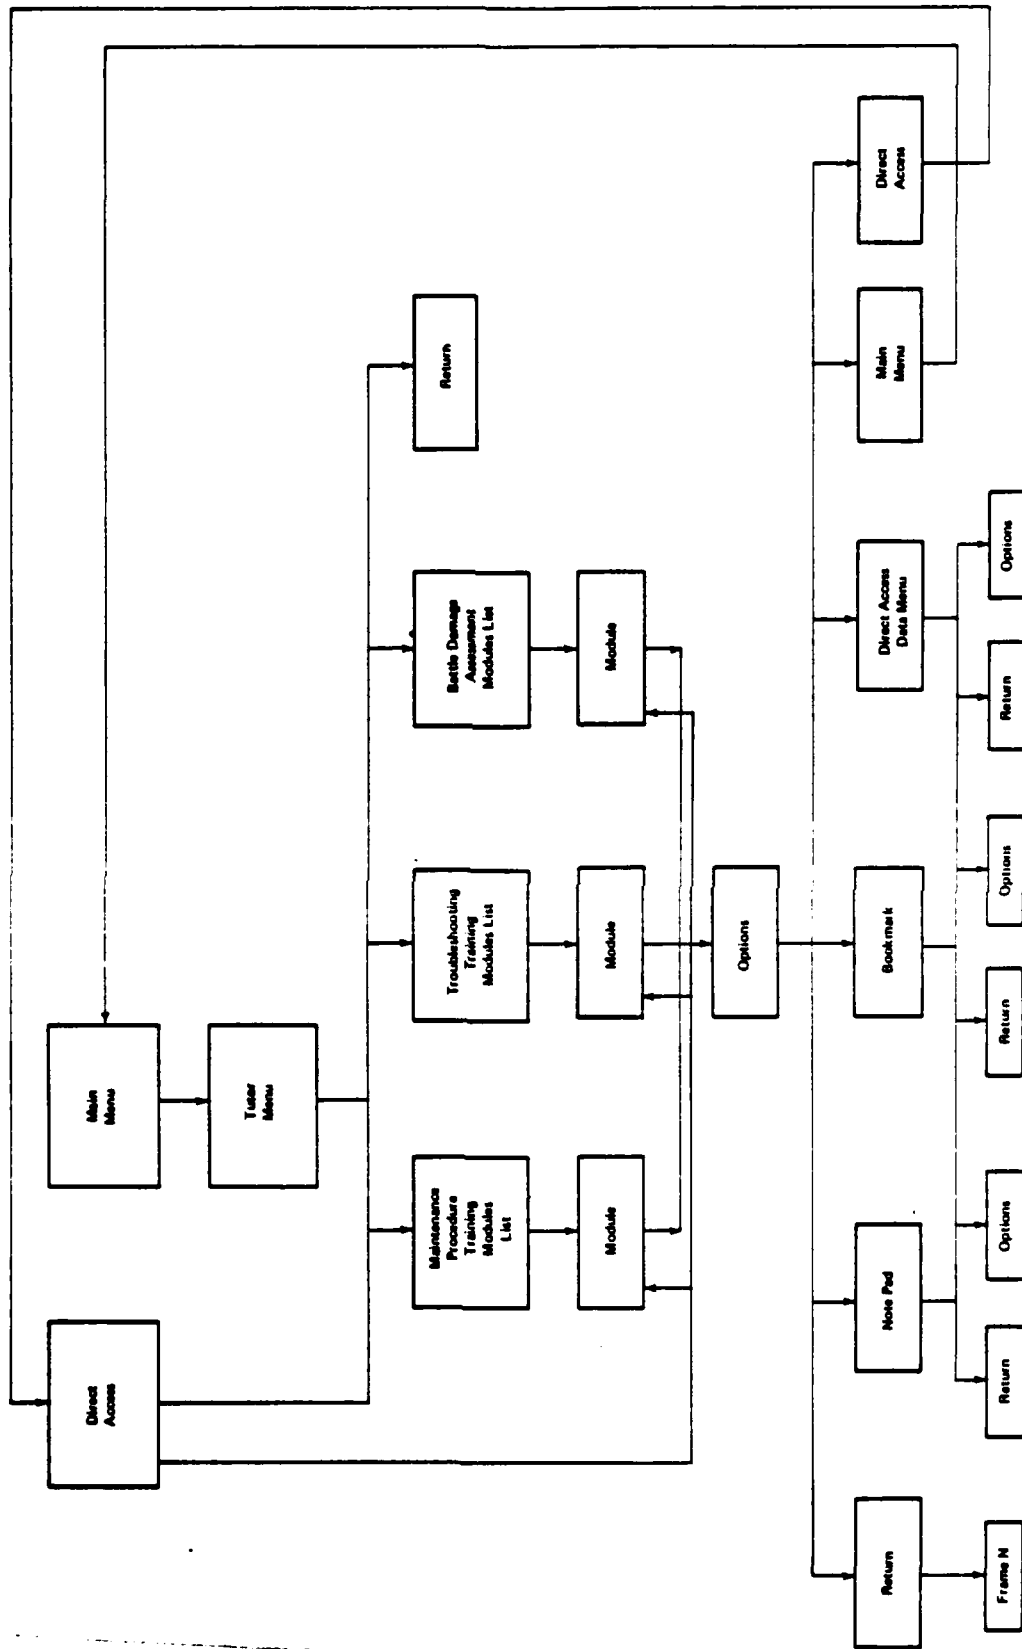 Direct
Access
Main
Menu
Tuser
Menu
Maintenance
Procedure
Training
Modules
List
Troubleshooting
Training
Modules List
Battle Damage
Assessment
Modules List
Return
Module
Module
Module
Options
Return
Note Pad
Bookmark
Direct Access
Data Menu
Main
Menu
Direct
Access
Frame N
Return
Options
Return
Options
Return
Options